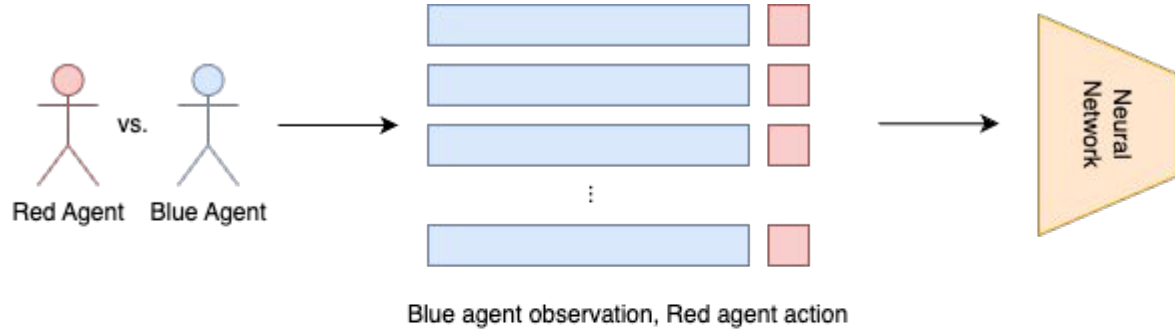 vs.
Red Agent
Blue Agent
...
Blue agent observation, Red agent action
Neural
Network